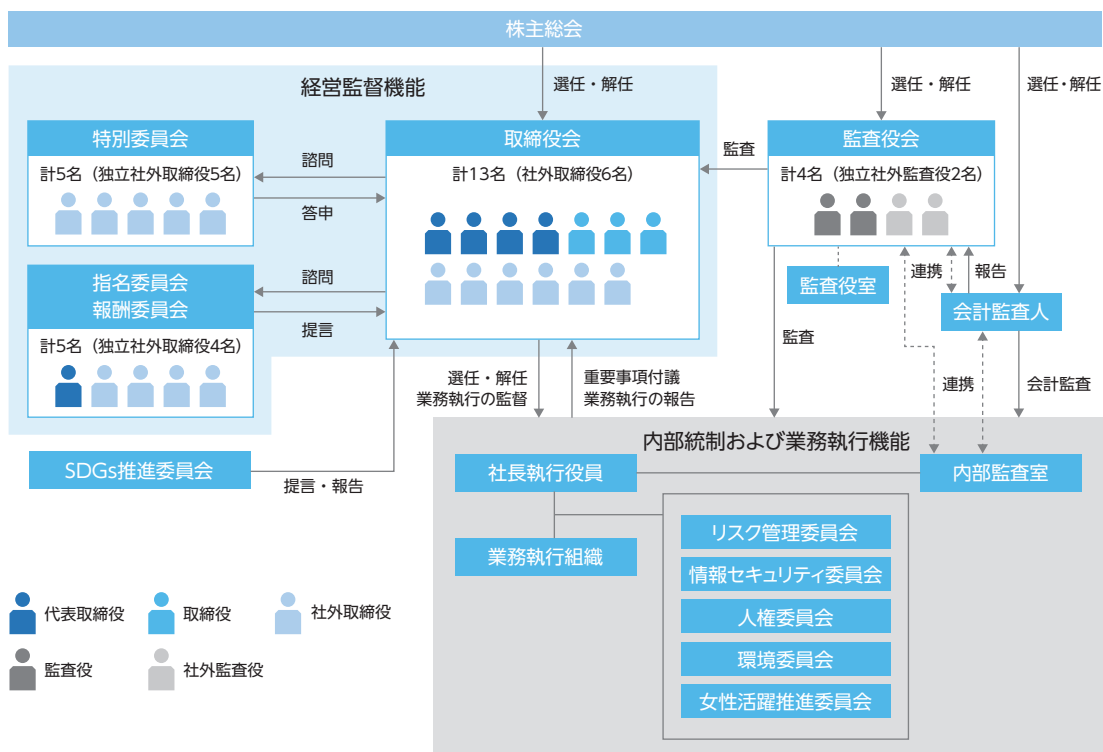 株主総会
経営監督機能
選任・解任
選任・解任
選任・解任
特別委員会
計5名（独立社外取締役5名）
諮問
答申
取締役会
計13名（社外取締役6名）
監査
監査役会
計4名（独立社外監査役2名）
指名委員会
報酬委員会
計5名（独立社外取締役4名）
諮問
提言
監査役室
連携
報告
会計監査人
監査
選任・解任
業務執行の監督
重要事項付議
業務執行の報告
連携
会計監査
SDGs推進委員会
提言・報告
内部統制および業務執行機能
社長執行役員
内部監査室
業務執行組織
リスク管理委員会
情報セキュリティ委員会
人権委員会
環境委員会
女性活躍推進委員会
代表取締役
取締役
社外取締役
監査役
社外監査役